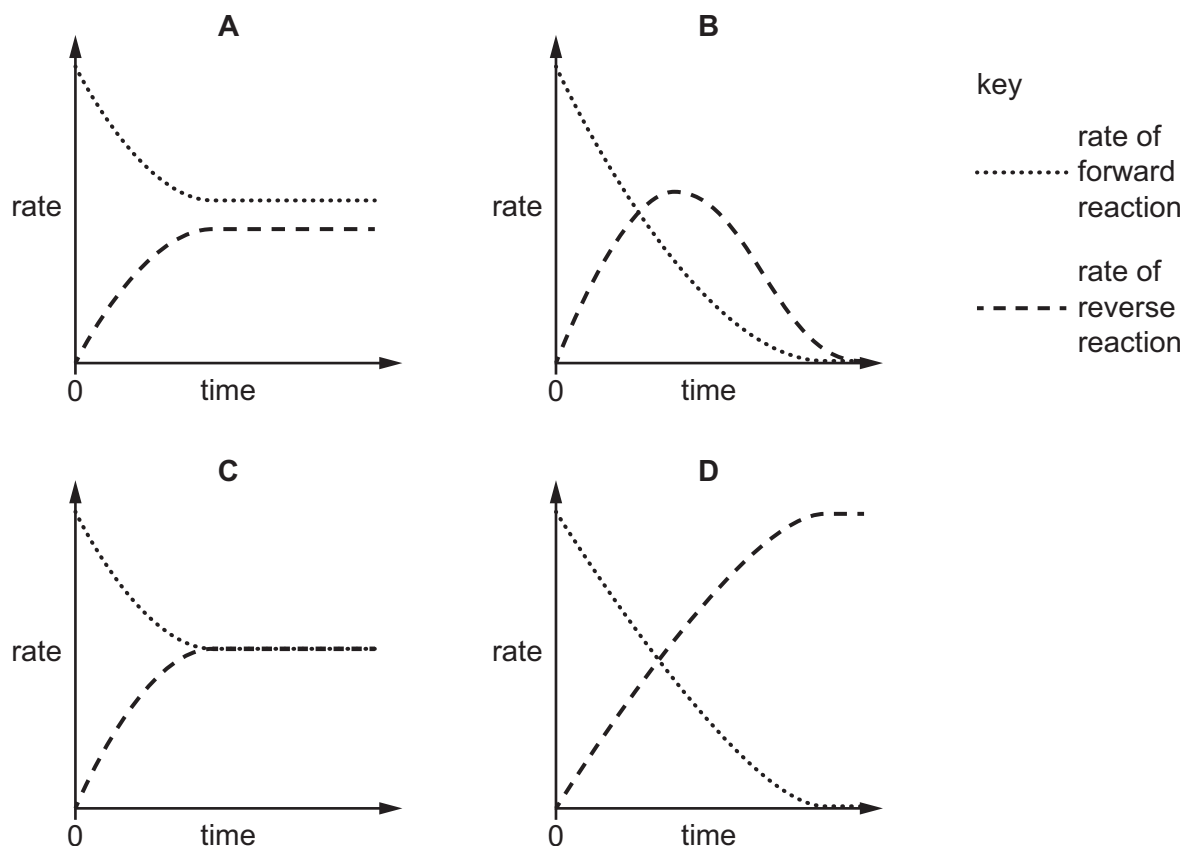 A
B
rate
0
time
rate
0
time
key
rate of
forward
reaction
rate of
reverse
reaction
C
D
rate
0
time
rate
0
time